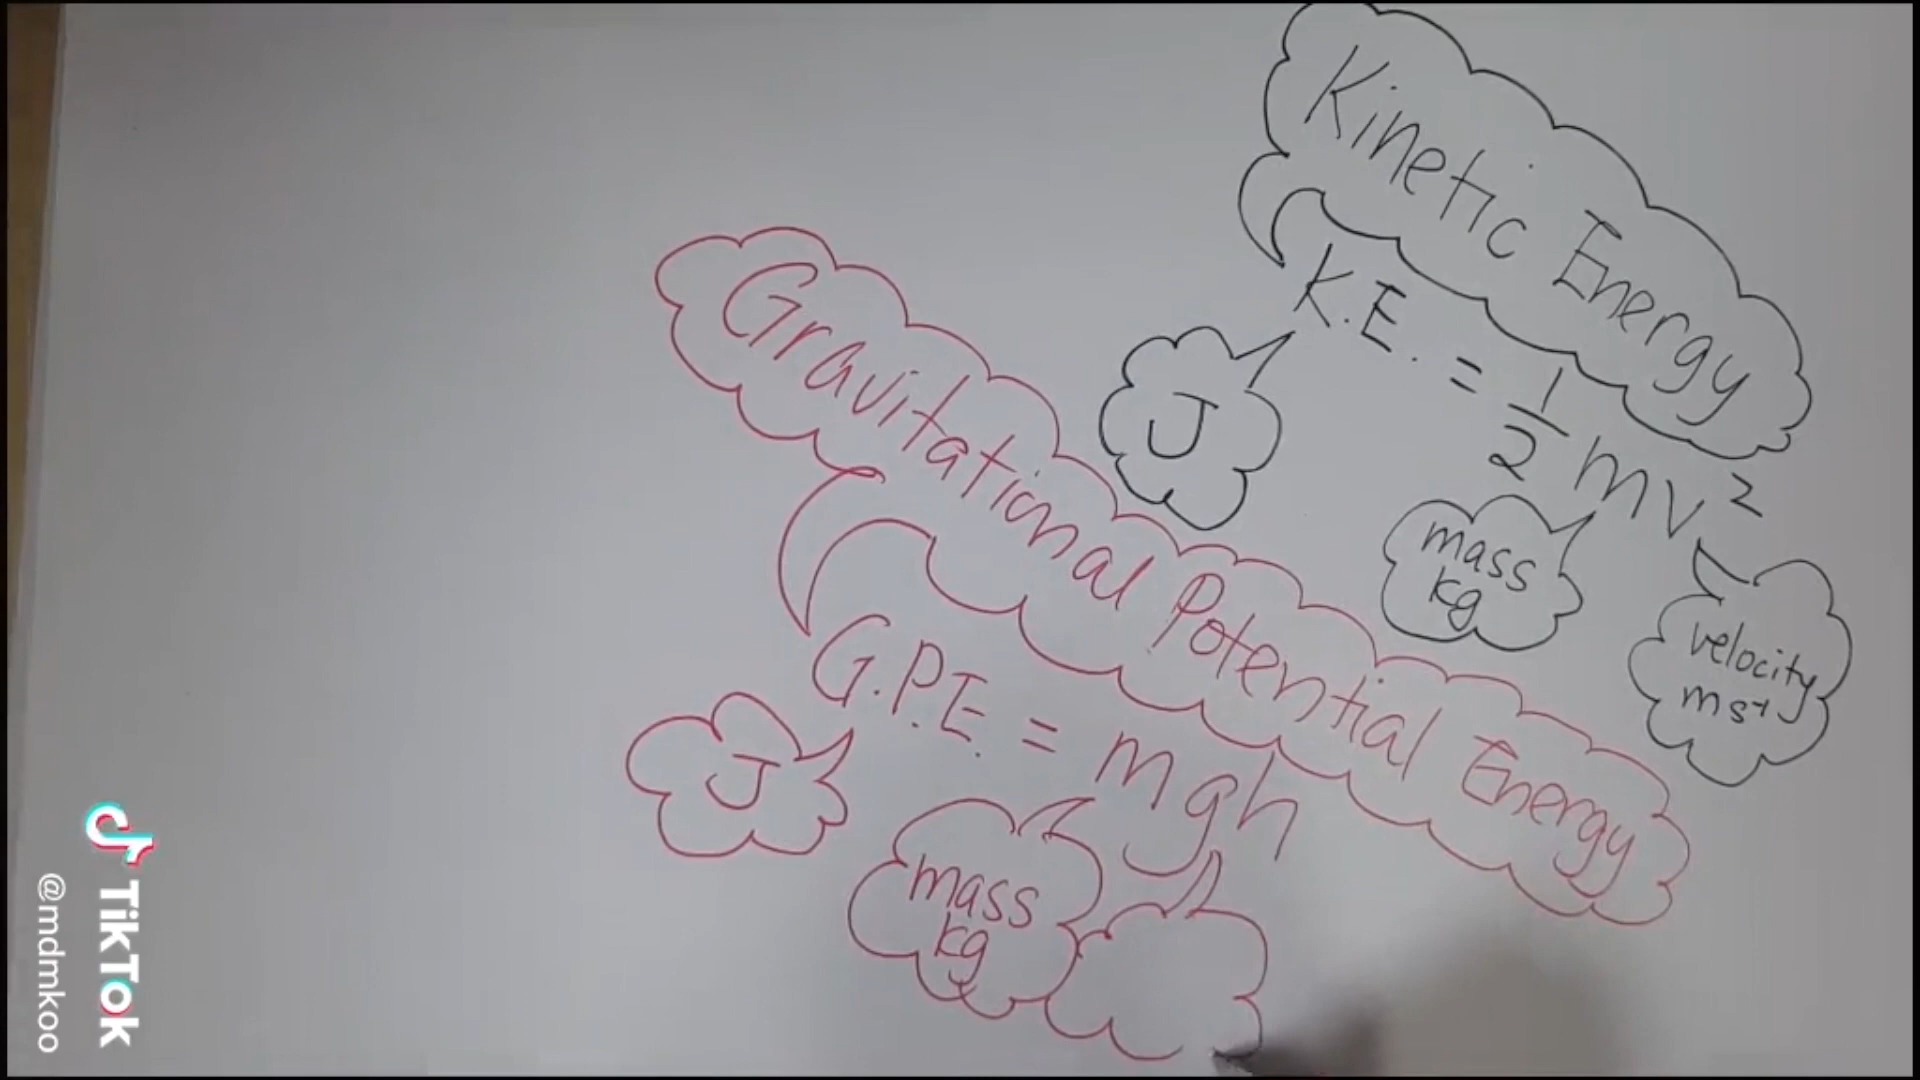 Kinetic Energy
K.E. = 1/2 mv²
J
mass
kg
velocity
ms⁻¹
Gravitational Potential Energy
G.P.E. = mgh
J
mass
kg
TikTok
@mdmkoo